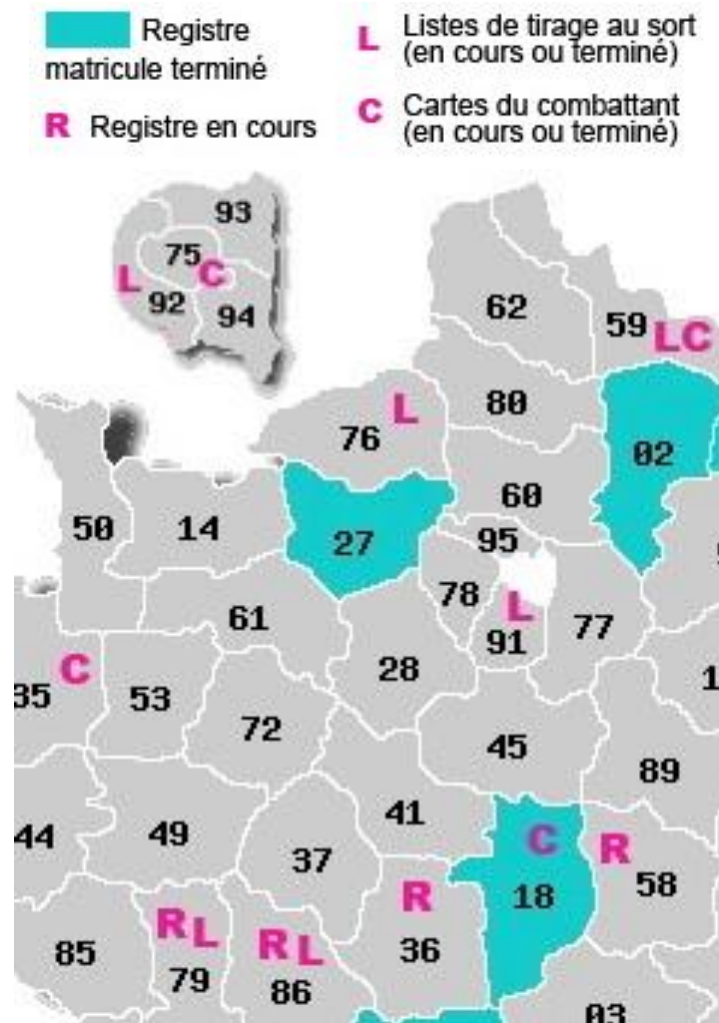 Registre
matricule terminé
R Registre en cours
L Listes de tirage au sort
(en cours ou terminé)
C Cartes du combattant
(en cours ou terminé)
93
75 C
L 92 94
62
59 L C
80
76 L
02
60
50 14 27
95
78
L
91
77
61
28
C
35 53
72
45
89
41
44 49
C
37
R
58
R
18
36
R L
79
R L
86
85
03